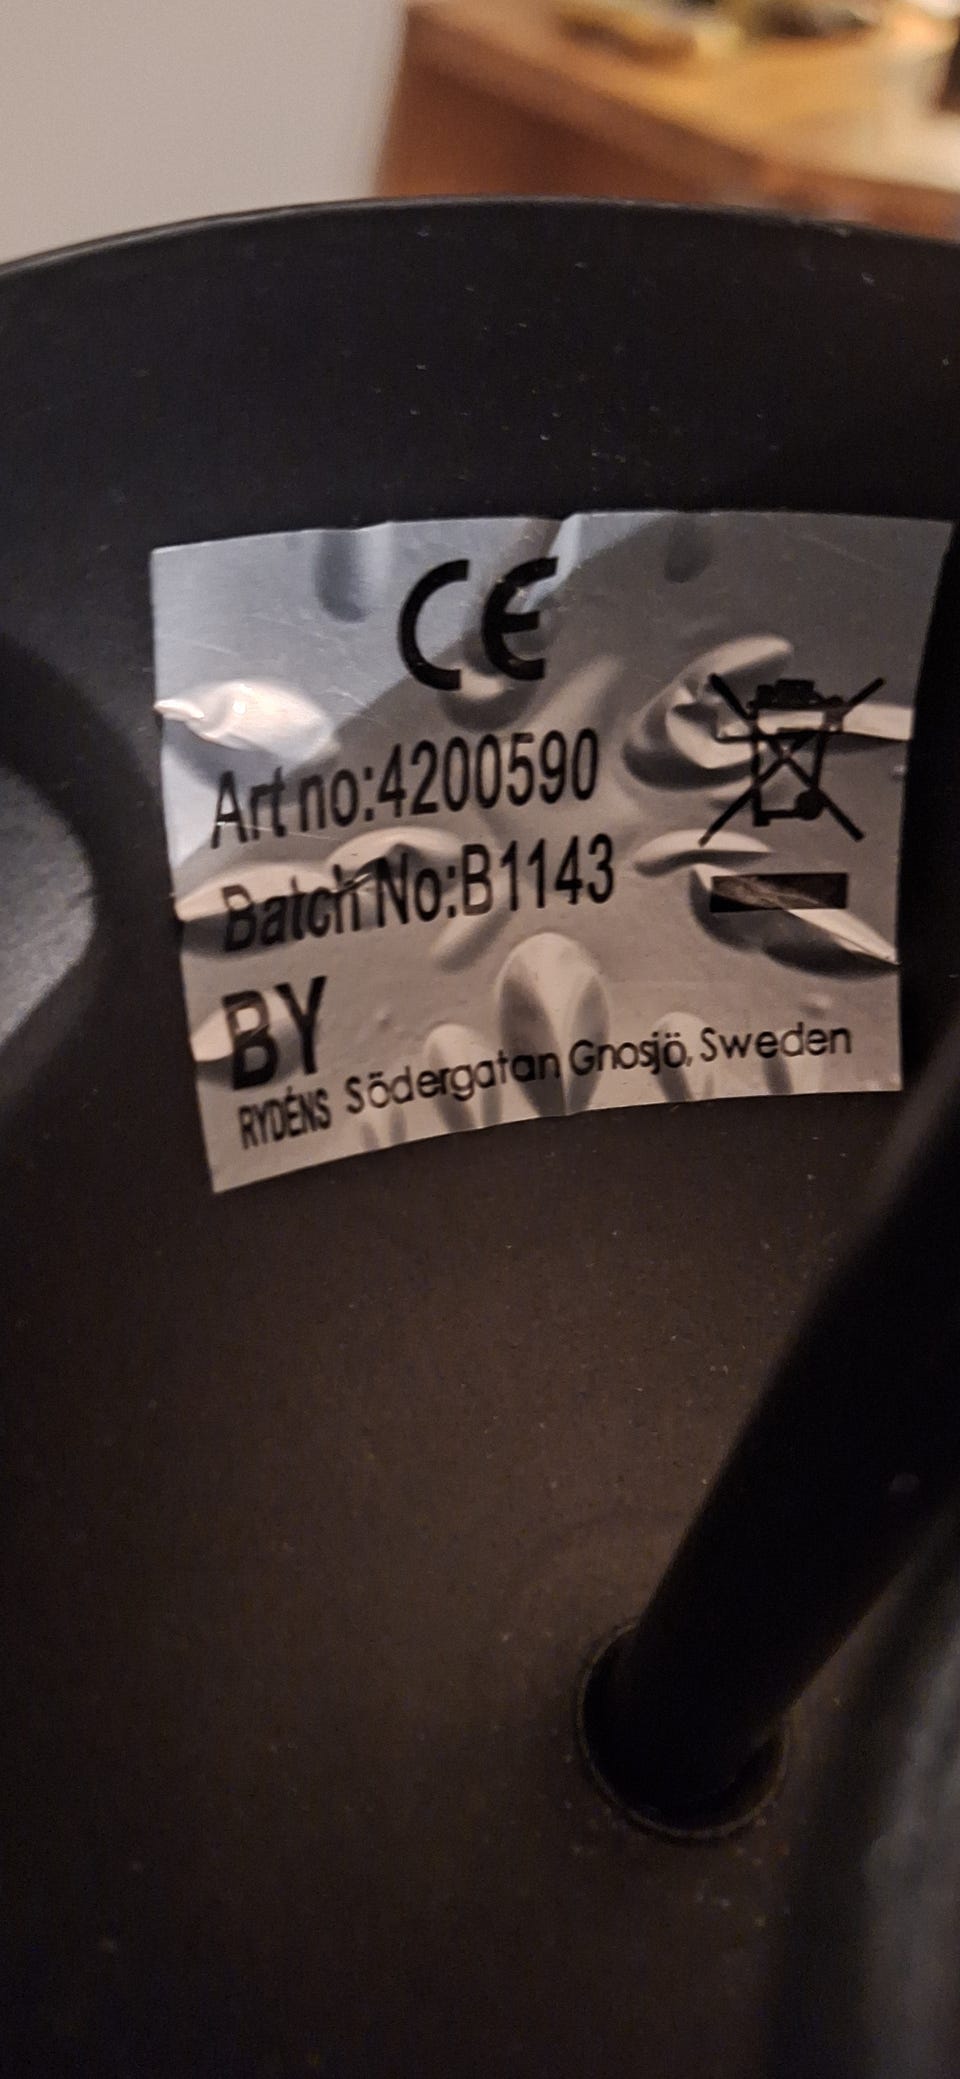 CE
Art no:4200590
Batch No:B1143
BY
RYDÉNS Södergatan Gnosjö, Sweden